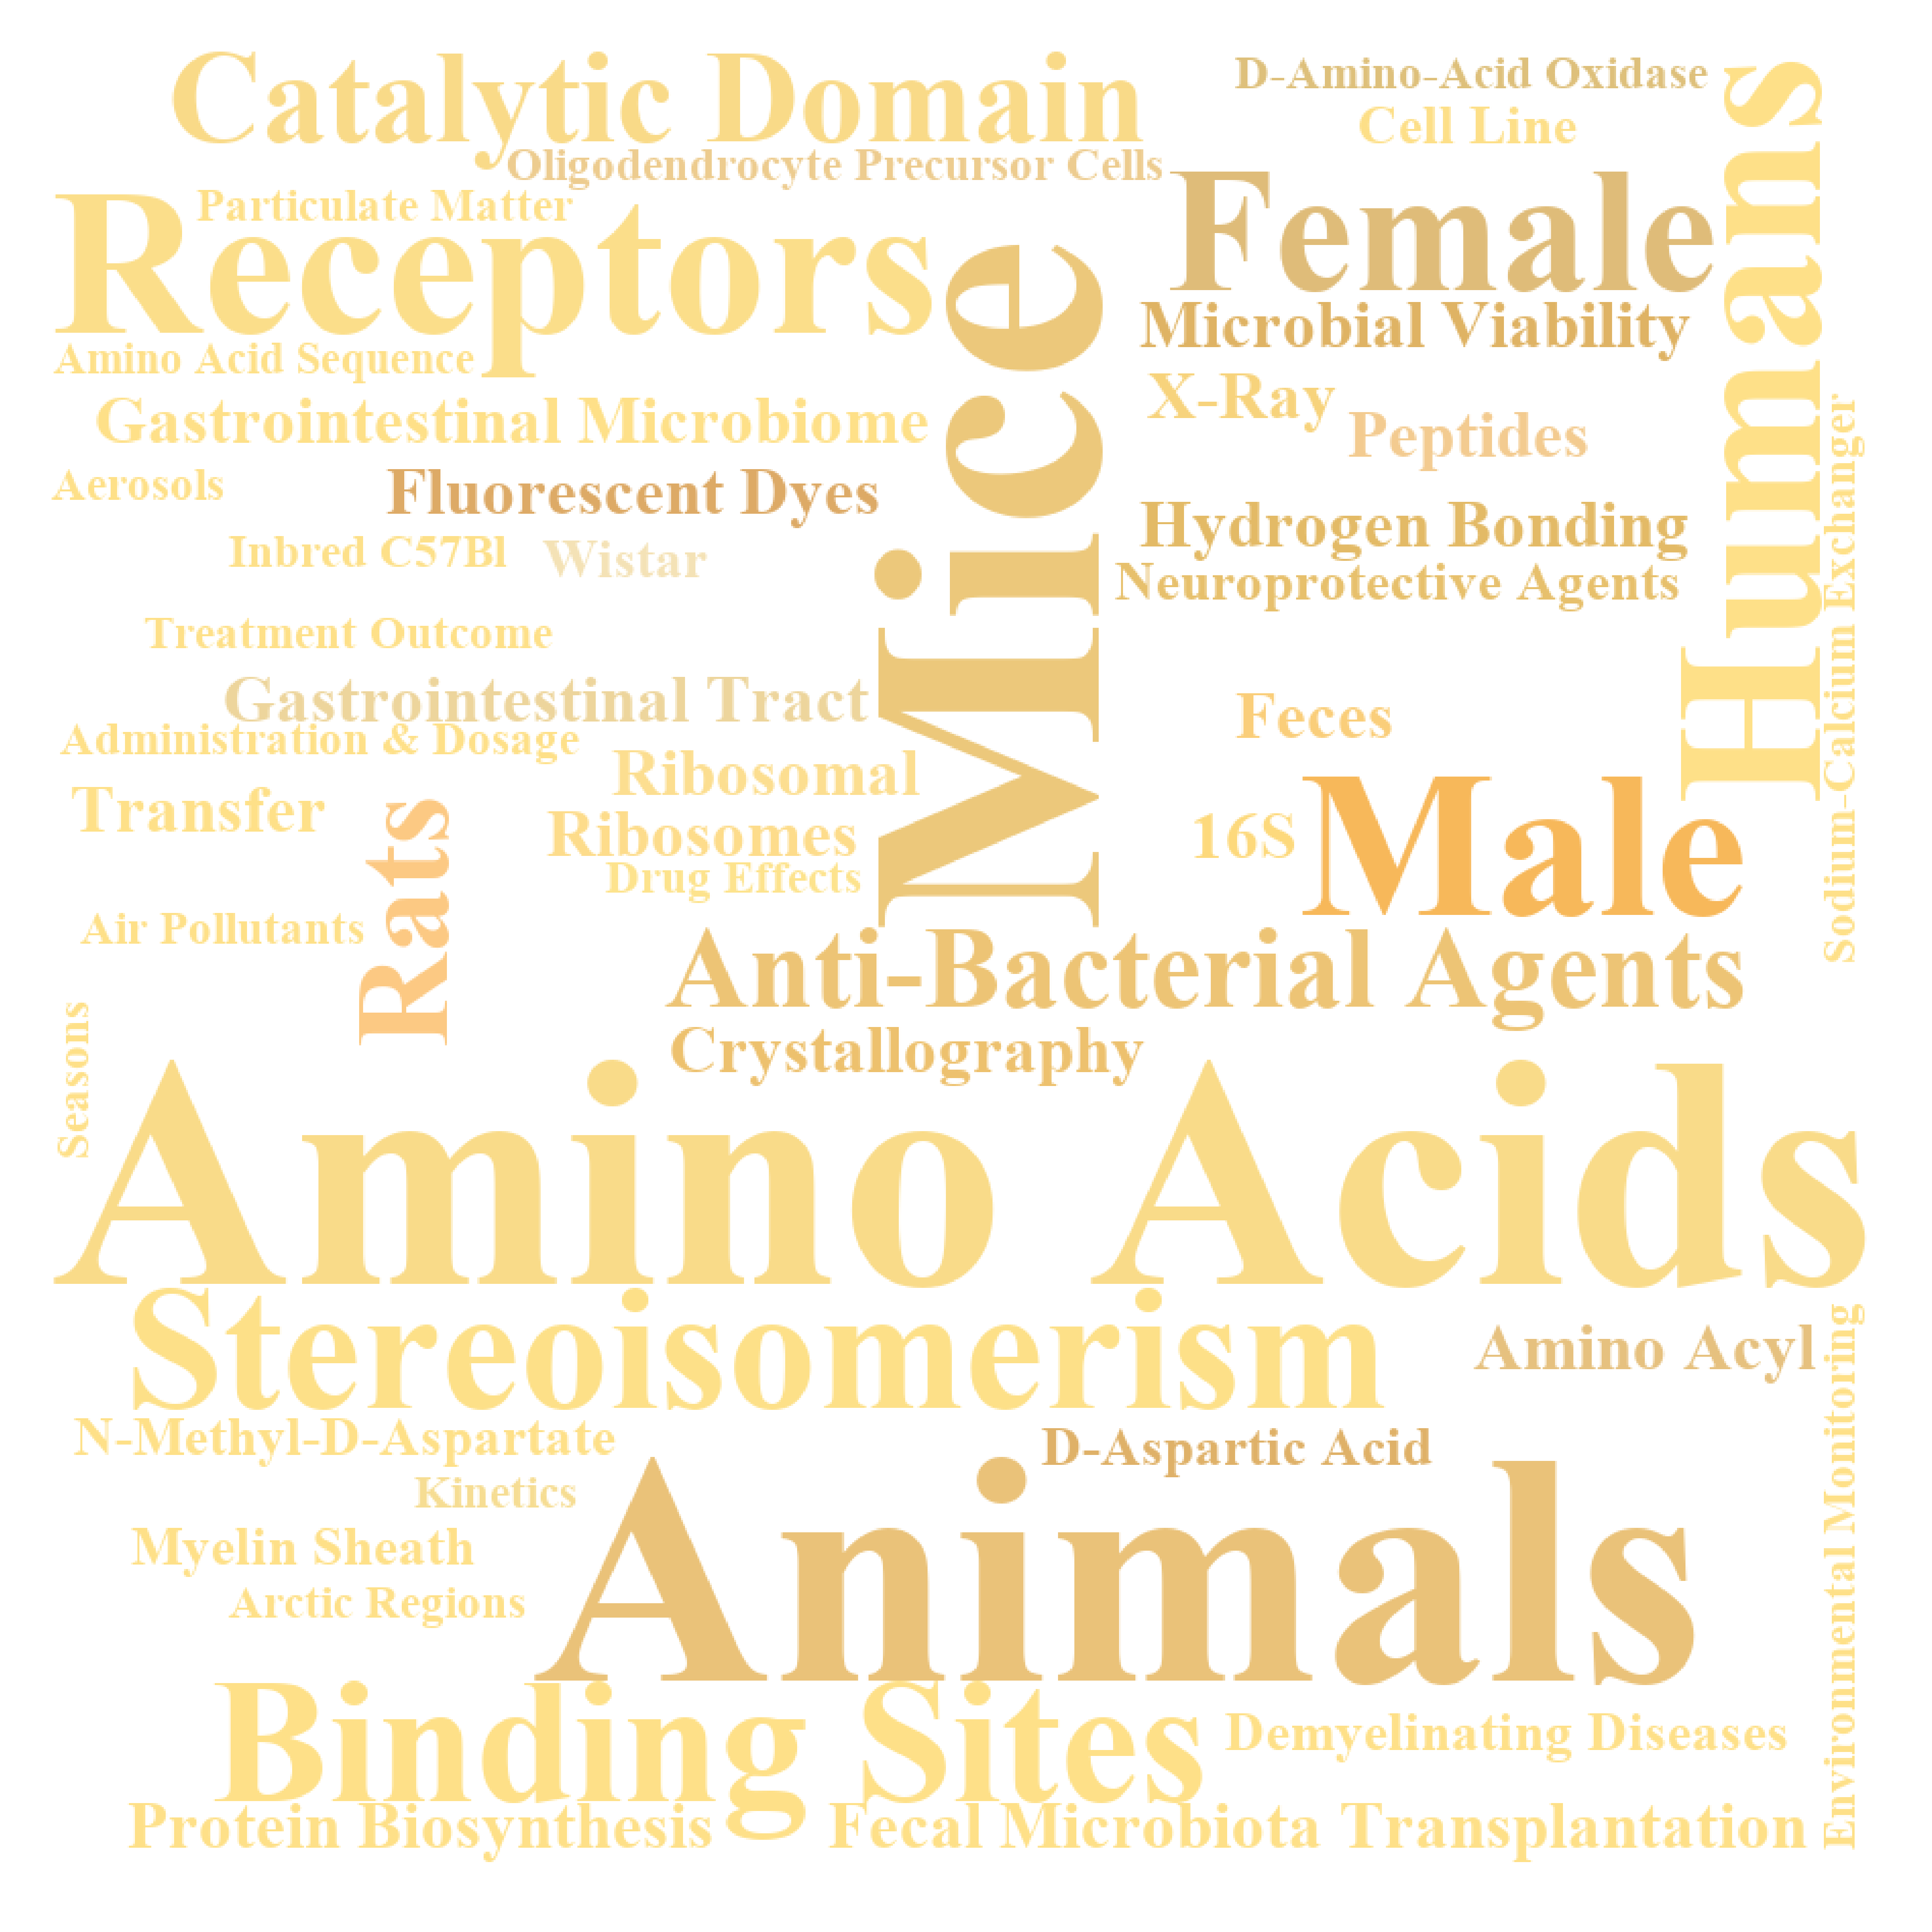 Catalytic Domain
D-Amino-Acid Oxidase
Cell Line
Oligodendrocyte Precursor Cells
Particulate Matter
Receptors
Female
Humans
Mice
Microbial Viability
Amino Acid Sequence
X-Ray
Gastrointestinal Microbiome
Peptides
Sodium-Calcium Exchanger
Aerosols
Fluorescent Dyes
Hydrogen Bonding
Inbred C57Bl
Wistar
Neuroprotective Agents
Treatment Outcome
Gastrointestinal Tract
Feces
Administration & Dosage
Ribosomal
Transfer
Rats
Ribosomes
16S
Male
Drug Effects
Air Pollutants
Anti-Bacterial Agents
Seasons
Crystallography
Amino Acids
Stereoisomerism
Amino Acyl
Environmental Monitoring
N-Methyl-D-Aspartate
D-Aspartic Acid
Kinetics
Animals
Myelin Sheath
Arctic Regions
Binding Sites
Demyelinating Diseases
Protein Biosynthesis
Fecal Microbiota Transplantation